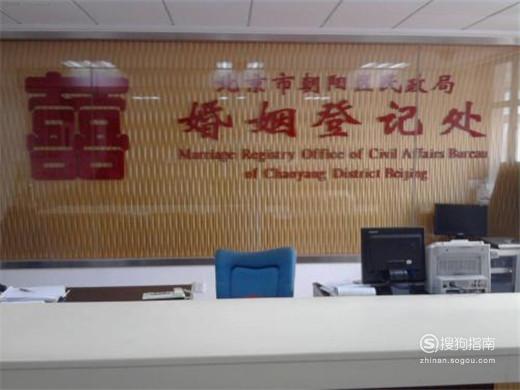 囍
北京市朝阳区民政局
婚姻登记处
Marriage Registry Office of Civil Affairs Bureau
of Chaoyang District Beijing
搜狗指南
zhinan.sogou.com